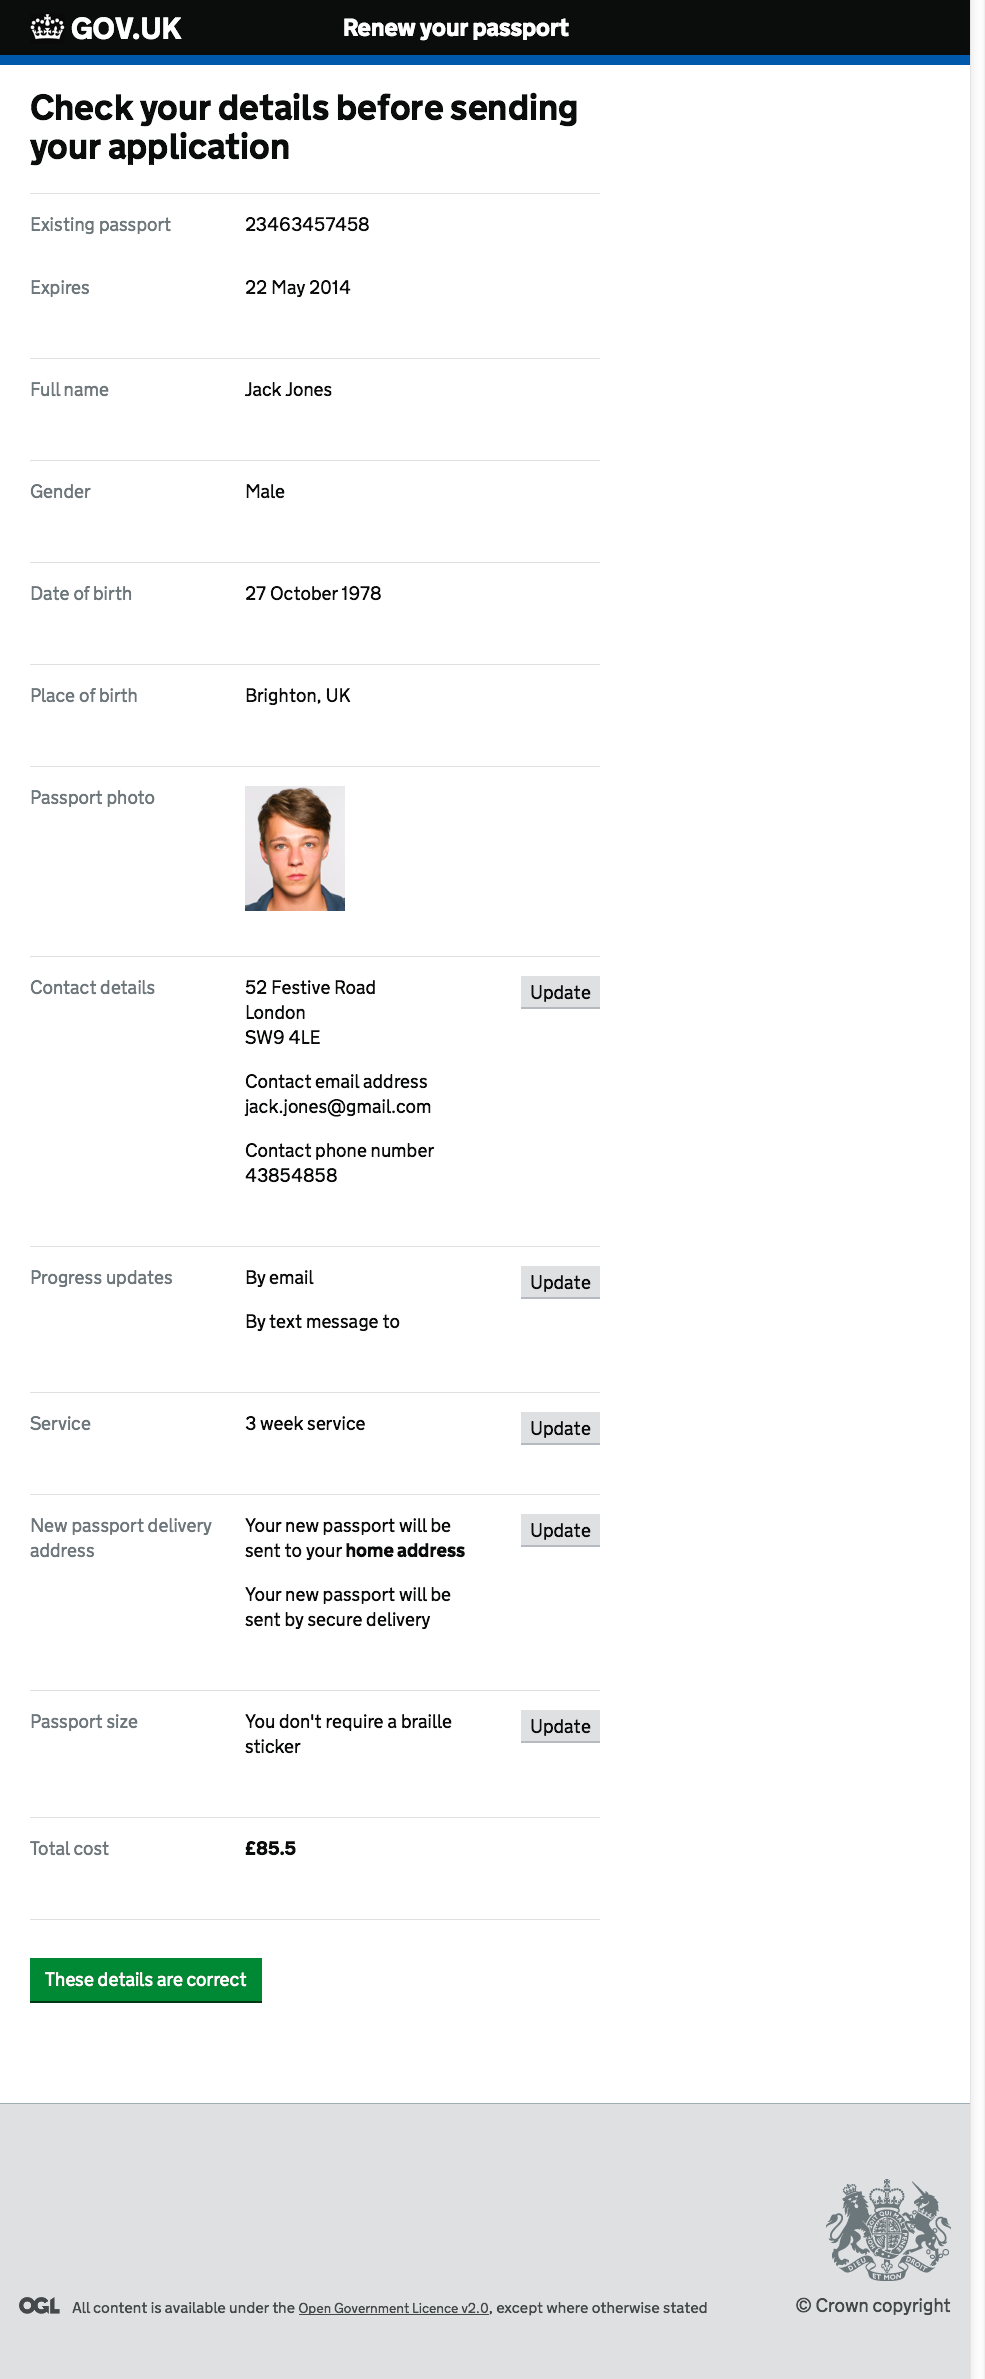 GOV.UK
Renew your passport
Check your details before sending
your application
Existing passport 23463457458
Expires 22 May 2014
Full name Jack Jones
Gender Male
Date of birth 27 October 1978
Place of birth Brighton, UK
Passport photo
Contact details 52 Festive Road Update
London
SW9 4LE
Contact email address
jack.jones@gmail.com
Contact phone number
43854858
Progress updates By email Update
By text message to
Service 3 week service Update
New passport delivery Your new passport will be Update
address sent to your home address
Your new passport will be
sent by secure delivery
Passport size You don't require a braille Update
sticker
Total cost £85.5
These details are correct
DIEU ET MON DROIT
OGL All content is available under the Open Government Licence v2.0, except where otherwise stated
© Crown copyright